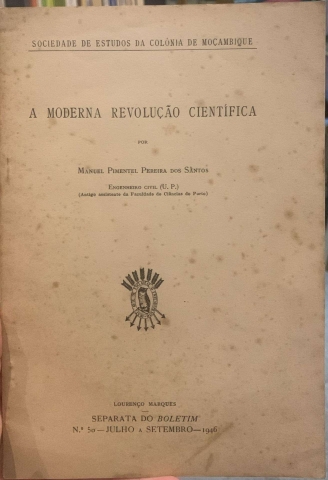 SOCIEDADE DE ESTUDOS DA COLÓNIA DE MOÇAMBIQUE
A MODERNA REVOLUÇÃO CIENTÍFICA
POR
MANUEL PIMENTEL PEREIRA DOS SANTOS
ENGENHEIRO CIVIL (U. P.)
(Antigo assistente da Faculdade de Ciências do Porto)
LOURENÇO MARQUES
SEPARATA DO BOLETIM
N.º 50—JULHO A SETEMBRO—1946